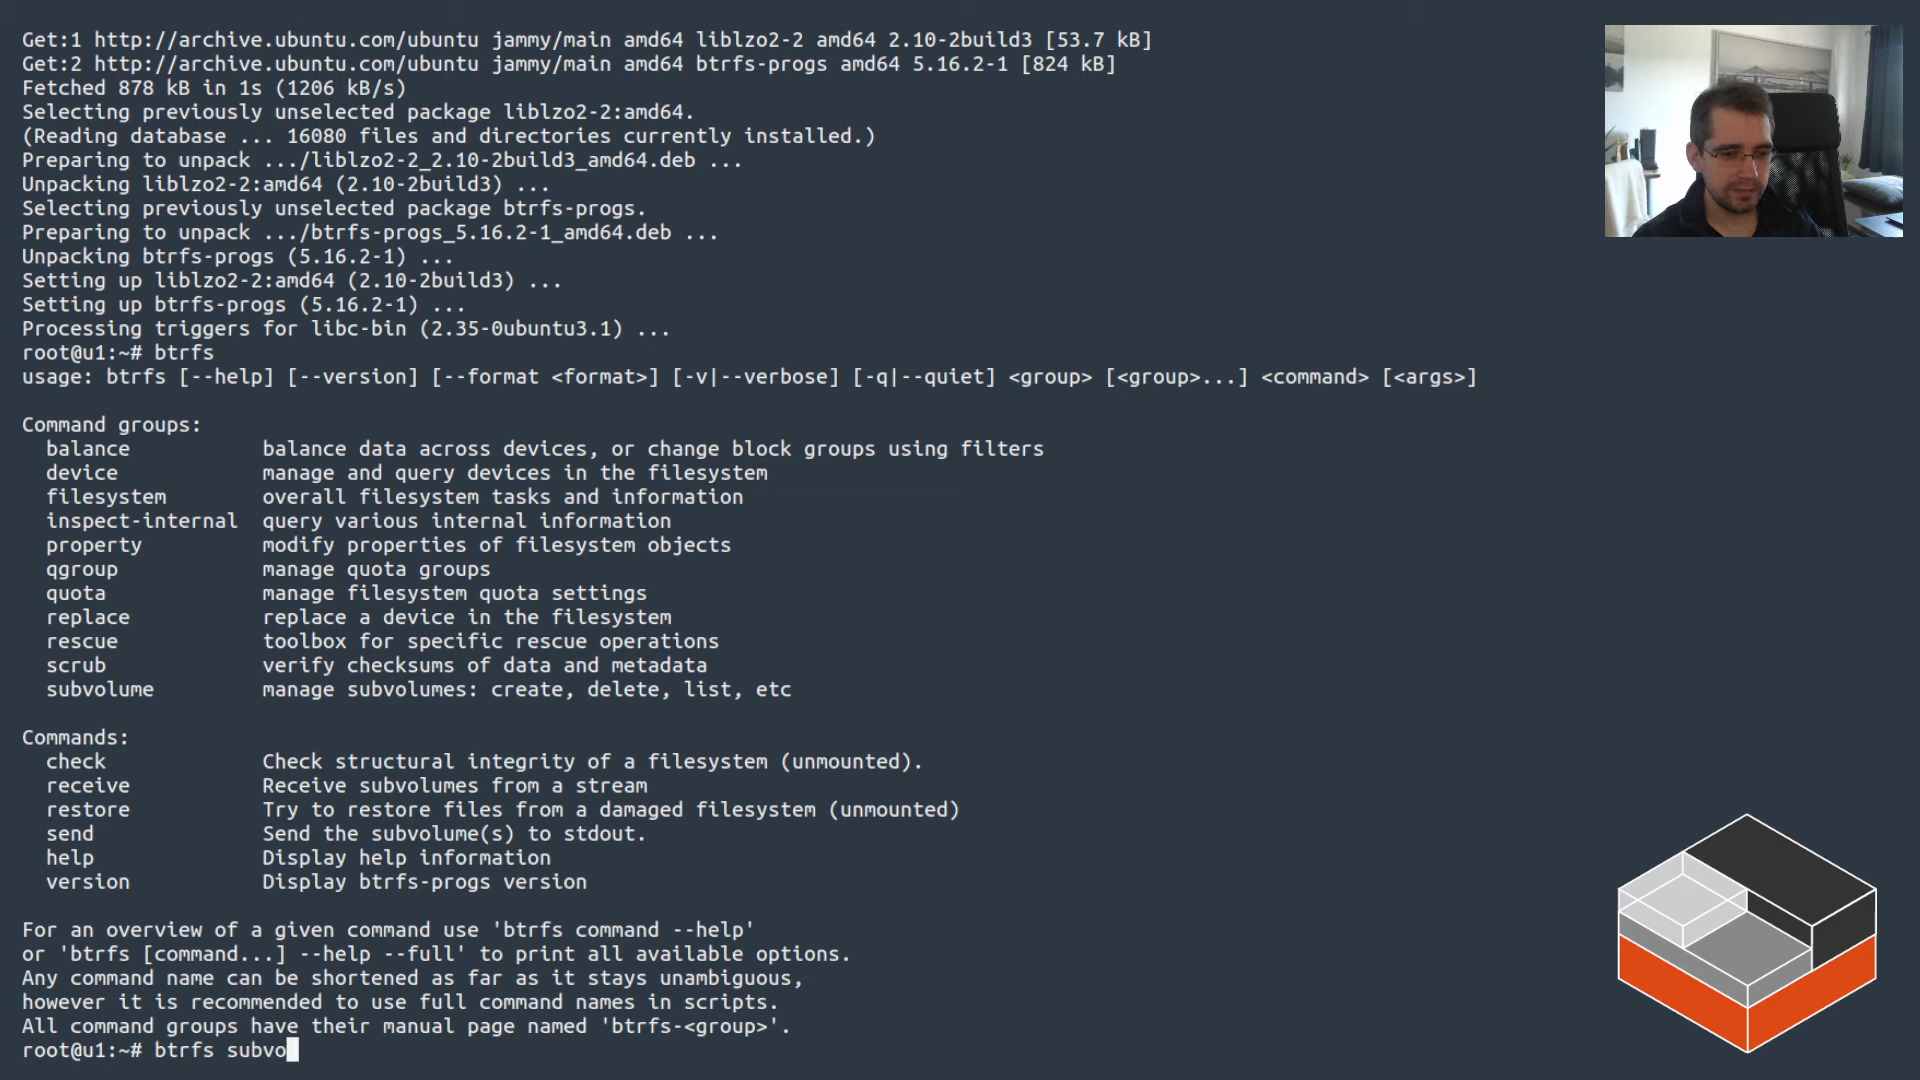 Get:1 http://archive.ubuntu.com/ubuntu jammy/main amd64 liblzo2-2 amd64 2.10-2build3 [53.7 kB]
Get:2 http://archive.ubuntu.com/ubuntu jammy/main amd64 btrfs-progs amd64 5.16.2-1 [824 kB]
Fetched 878 kB in 1s (1206 kB/s)
Selecting previously unselected package liblzo2-2:amd64.
(Reading database ... 16080 files and directories currently installed.)
Preparing to unpack .../liblzo2-2_2.10-2build3_amd64.deb ...
Unpacking liblzo2-2:amd64 (2.10-2build3) ...
Selecting previously unselected package btrfs-progs.
Preparing to unpack .../btrfs-progs_5.16.2-1_amd64.deb ...
Unpacking btrfs-progs (5.16.2-1) ...
Setting up liblzo2-2:amd64 (2.10-2build3) ...
Setting up btrfs-progs (5.16.2-1) ...
Processing triggers for libc-bin (2.35-0ubuntu3.1) ...
root@u1:~# btrfs
usage: btrfs [--help] [--version] [--format <format>] [-v|--verbose] [-q|--quiet] <group> [<group>...] <command> [<args>]
Command groups:
balance balance data across devices, or change block groups using filters
device manage and query devices in the filesystem
filesystem overall filesystem tasks and information
inspect-internal query various internal information
property modify properties of filesystem objects
qgroup manage quota groups
quota manage filesystem quota settings
replace replace a device in the filesystem
rescue toolbox for specific rescue operations
scrub verify checksums of data and metadata
subvolume manage subvolumes: create, delete, list, etc
Commands:
check Check structural integrity of a filesystem (unmounted).
receive Receive subvolumes from a stream
restore Try to restore files from a damaged filesystem (unmounted)
send Send the subvolume(s) to stdout.
help Display help information
version Display btrfs-progs version
For an overview of a given command use 'btrfs command --help'
or 'btrfs [command...] --help --full' to print all available options.
Any command name can be shortened as far as it stays unambiguous,
however it is recommended to use full command names in scripts.
All command groups have their manual page named 'btrfs-<group>'.
root@u1:~# btrfs subvo